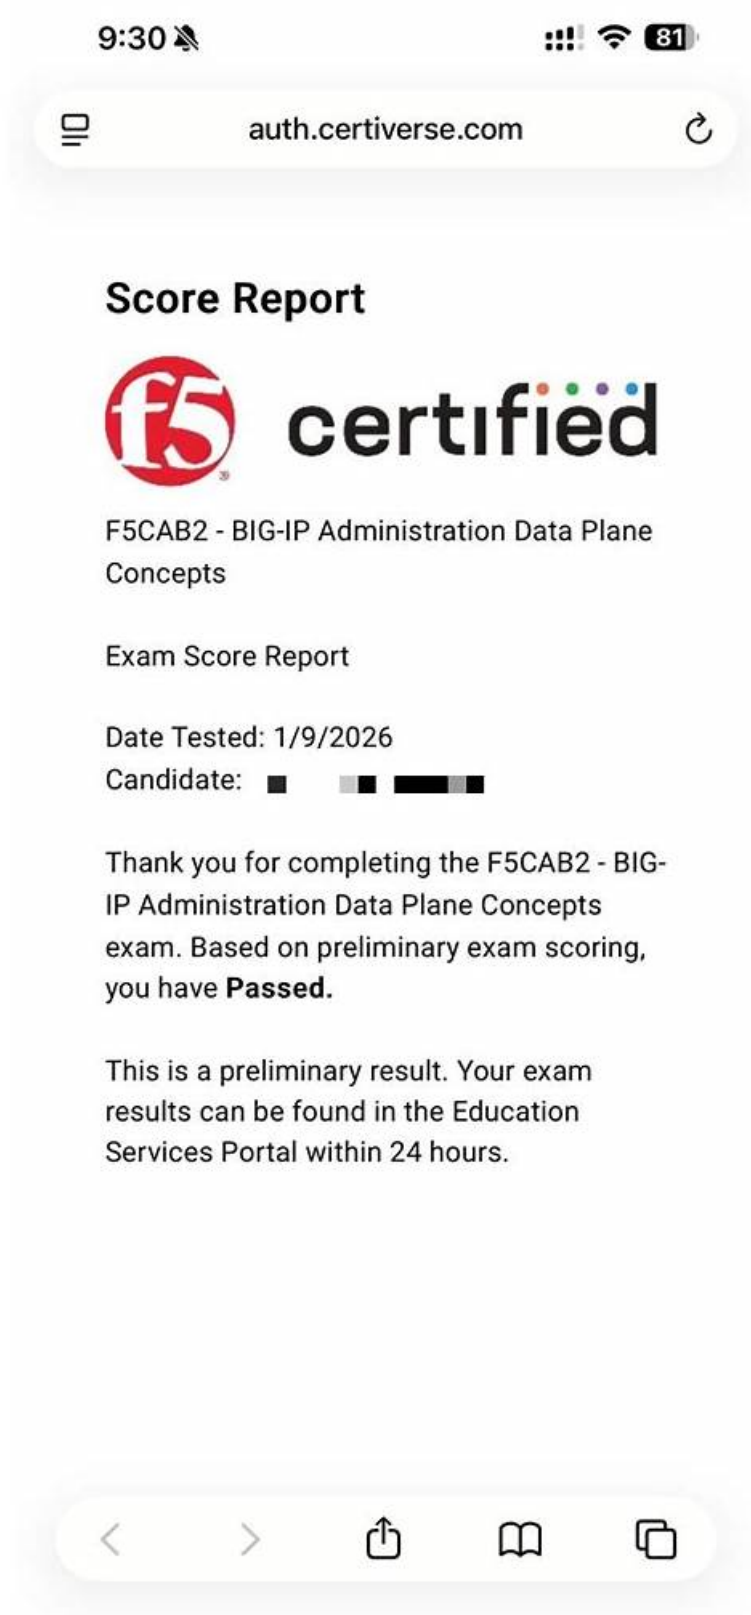 9:30
81
auth.certiverse.com
Score Report
f5 certified
F5CAB2 - BIG-IP Administration Data Plane
Concepts
Exam Score Report
Date Tested: 1/9/2026
Candidate:
Thank you for completing the F5CAB2 - BIG-
IP Administration Data Plane Concepts
exam. Based on preliminary exam scoring,
you have Passed.
This is a preliminary result. Your exam
results can be found in the Education
Services Portal within 24 hours.